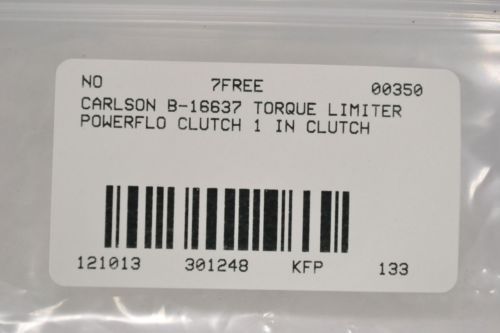 NO 7FREE 00350
CARLSON B-16637 TORQUE LIMITER
POWERFLO CLUTCH 1 IN CLUTCH
121013 301248 KFP 133